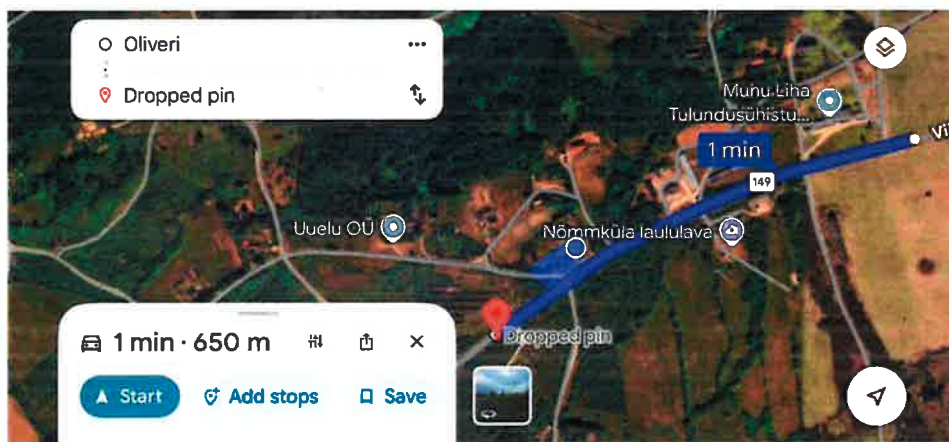 Oliveri
Dropped pin
Muhu Liha
Tulundusühistu...
1 min
149
Uuelu OÜ
Nõmmküla laululava
Dropped pin
1 min · 650 m
Start
Add stops
Save